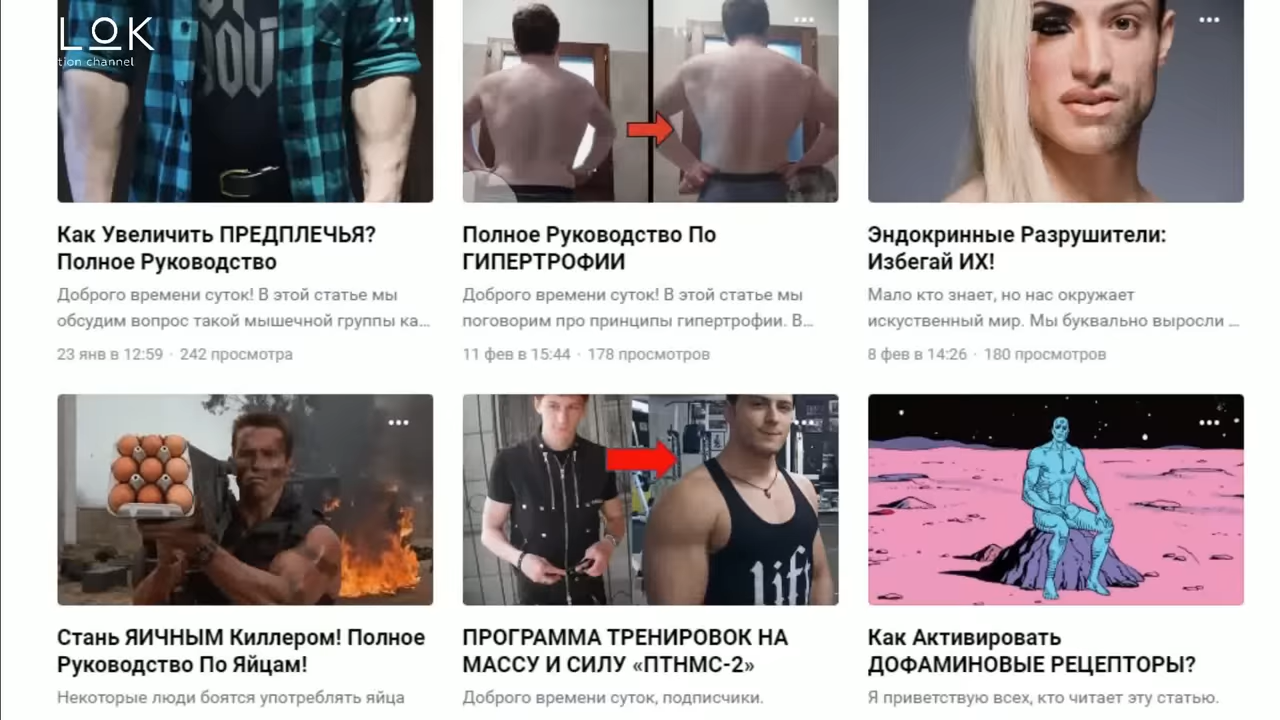 LOK
tion channel
YOU
Как Увеличить ПРЕДПЛЕЧЬЯ?
Полное Руководство
Доброго времени суток! В этой статье мы
обсудим вопрос такой мышечной группы ка...
23 янв в 12:59 · 242 просмотра
Полное Руководство По
ГИПЕРТРОФИИ
Доброго времени суток! В этой статье мы
поговорим про принципы гипертрофии. В...
11 фев в 15:44 · 178 просмотров
Эндокринные Разрушители:
Избегай ИХ!
Мало кто знает, но нас окружает
искуственный мир. Мы буквально выросли ...
8 фев в 14:26 · 180 просмотров
lift
Стань ЯИЧНЫМ Киллером! Полное
Руководство По Яйцам!
Некоторые люди боятся употреблять яйца
ПРОГРАММА ТРЕНИРОВОК НА
МАССУ И СИЛУ «ПТНМС-2»
Доброго времени суток, подписчики.
Как Активировать
ДОФАМИНОВЫЕ РЕЦЕПТОРЫ?
Я приветствую всех, кто читает эту статью.